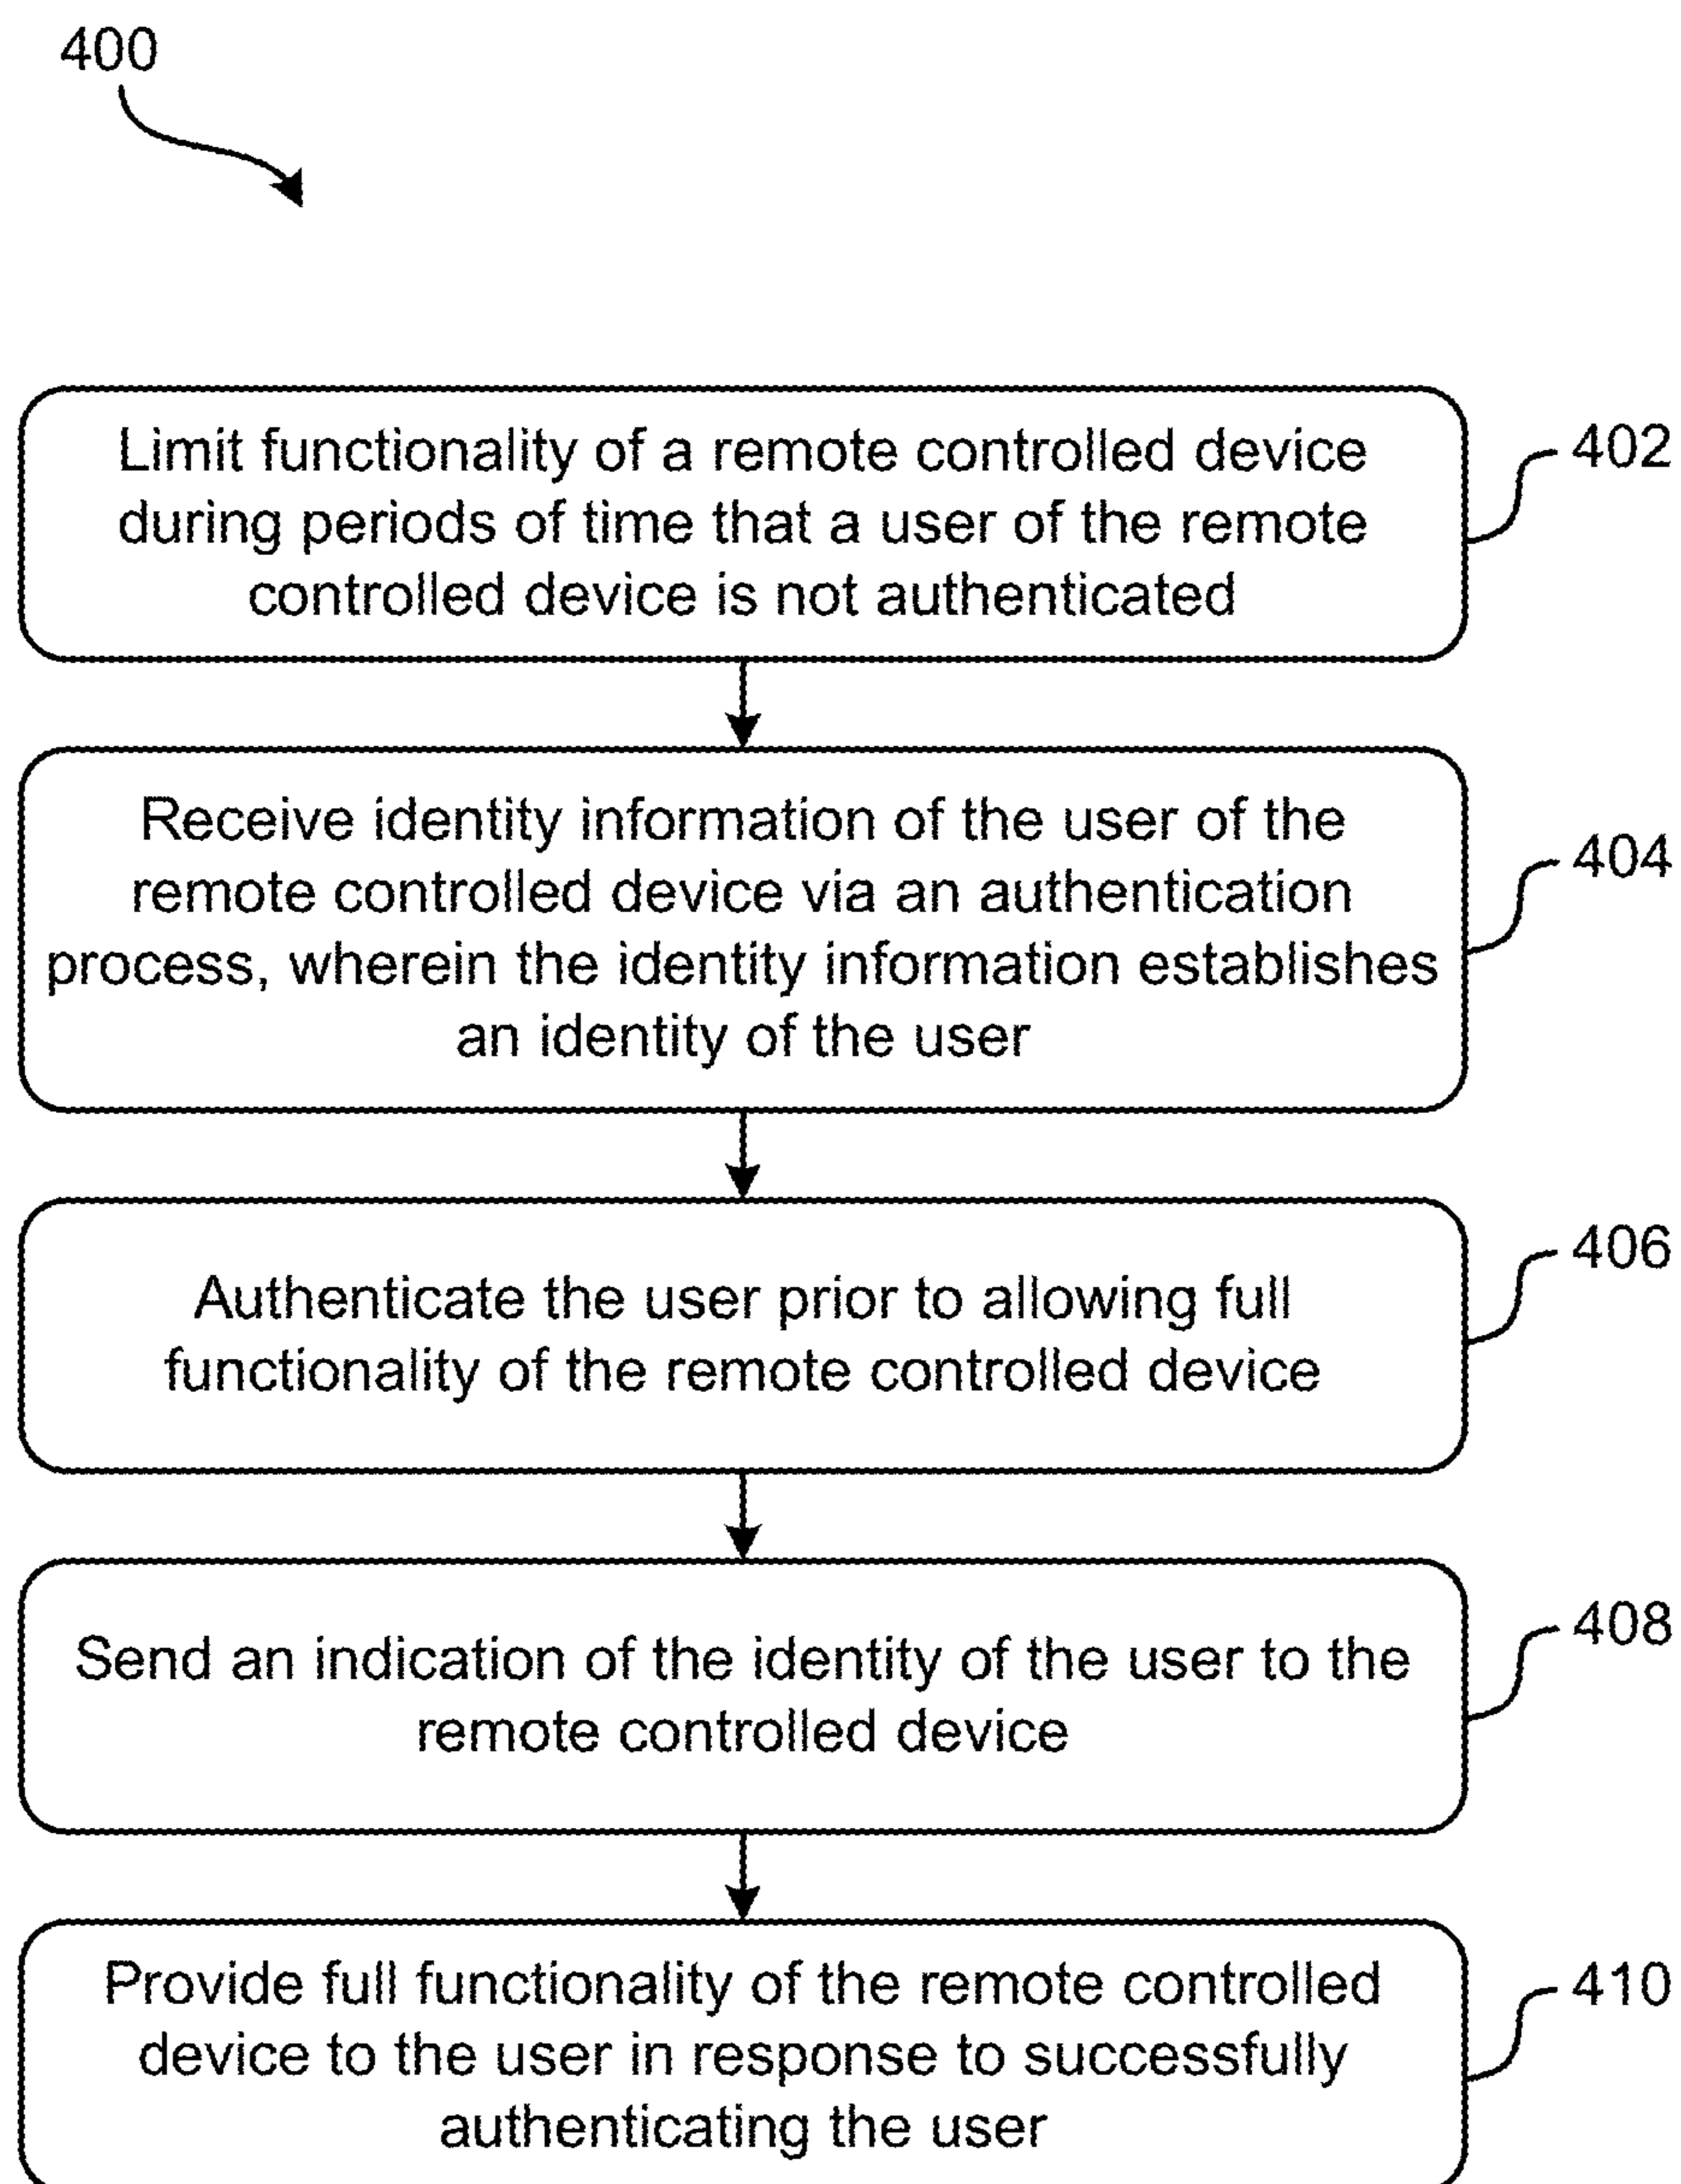 400
Limit functionality of a remote controlled device
during periods of time that a user of the remote
controlled device is not authenticated
402
Receive identity information of the user of the
remote controlled device via an authentication
process, wherein the identity information establishes
an identity of the user
404
Authenticate the user prior to allowing full
functionality of the remote controlled device
406
Send an indication of the identity of the user to the
remote controlled device
408
Provide full functionality of the remote controlled
device to the user in response to successfully
authenticating the user
410